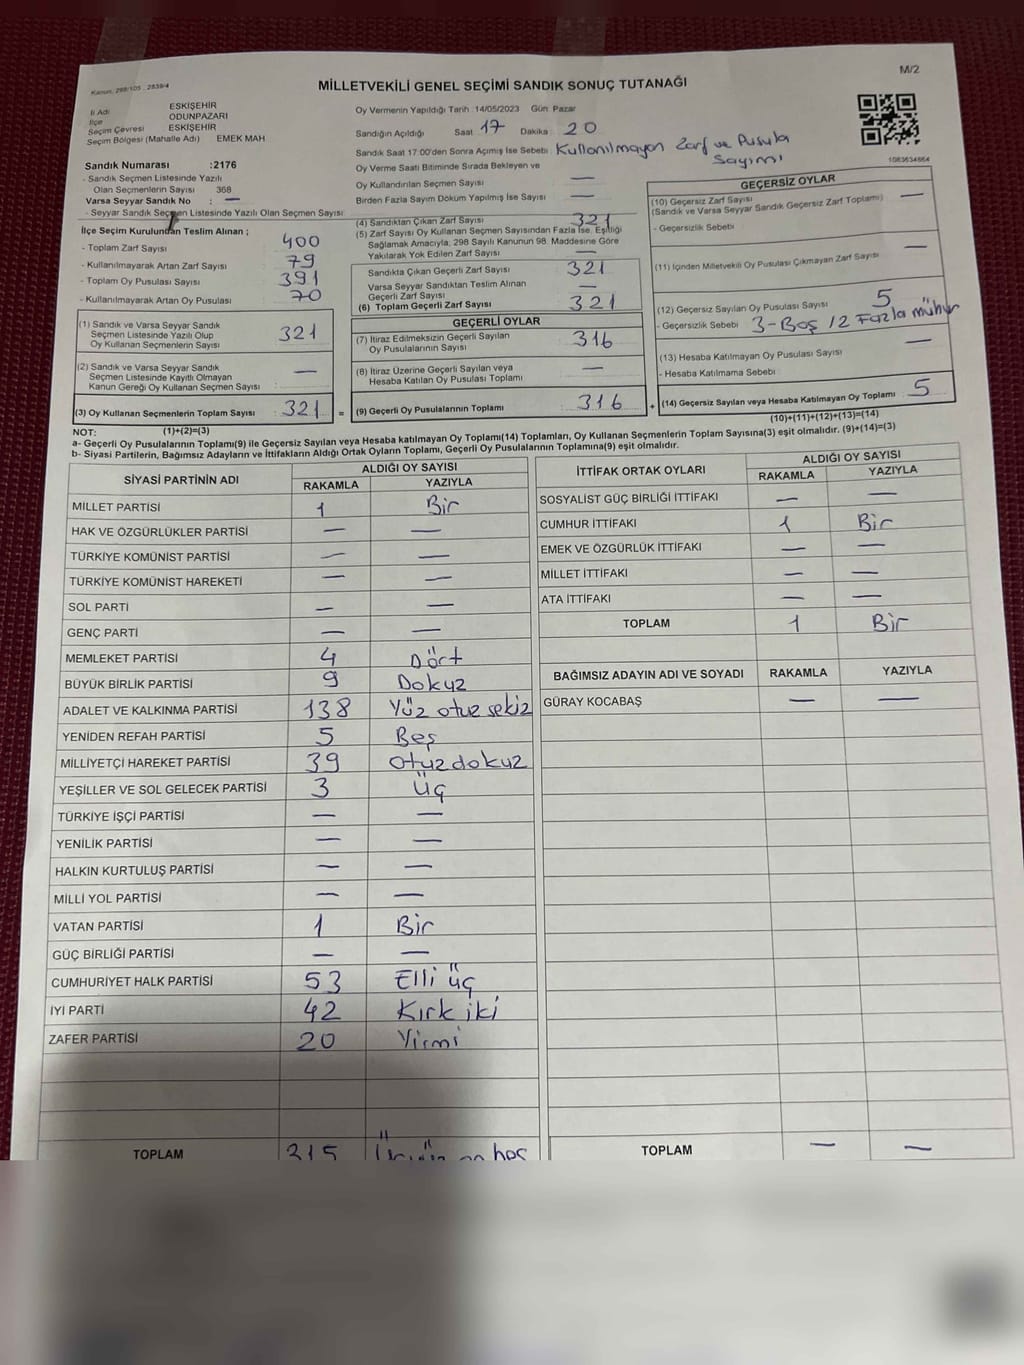 Kanun: 298/105 , 2839/4
MİLLETVEKİLİ GENEL SEÇİMİ SANDIK SONUÇ TUTANAĞI
M/2
İl Adı ESKİŞEHİR
İlçe ODUNPAZARI
Seçim Çevresi ESKİŞEHİR
Seçim Bölgesi (Mahalle Adı) EMEK MAH
Sandık Numarası :2176
- Sandık Seçmen Listesinde Yazılı
Olan Seçmenlerin Sayısı 368
Varsa Seyyar Sandık No : —
- Seyyar Sandık Seçmen Listesinde Yazılı Olan Seçmen Sayısı:
İlçe Seçim Kurulundan Teslim Alınan ;
- Toplam Zarf Sayısı 400
- Kullanılmayarak Artan Zarf Sayısı 79
- Toplam Oy Pusulası Sayısı 391
- Kullanılmayarak Artan Oy Pusulası 70
(1) Sandık ve Varsa Seyyar Sandık
Seçmen Listesinde Yazılı Olup
Oy Kullanan Seçmenlerin Sayısı 321
(2) Sandık ve Varsa Seyyar Sandık
Seçmen Listesinde Kayıtlı Olmayan
Kanun Gereği Oy Kullanan Seçmen Sayısı —
(3) Oy Kullanan Seçmenlerin Toplam Sayısı 321 =
(1)+(2)=(3)
Oy Vermenin Yapıldığı Tarih :14/05/2023 Gün Pazar
Sandığın Açıldığı Saat 17 Dakika 20
Sandık Saat 17:00'den Sonra Açımış İse Sebebi Kullanılmayan Zarf ve Pusula
Sayımı
Oy Verme Saati Bitiminde Sırada Bekleyen ve
Oy Kullandırılan Seçmen Sayısı —
Birden Fazla Sayım Döküm Yapılmış İse Sayısı —
(4) Sandıktan Çıkan Zarf Sayısı 321
(5) Zarf Sayısı Oy Kullanan Seçmen Sayısından Fazla İse, Eşitliği
Sağlamak Amacıyla, 298 Sayılı Kanunun 98. Maddesine Göre
Yakılarak Yok Edilen Zarf Sayısı —
Sandıkta Çıkan Geçerli Zarf Sayısı 321
Varsa Seyyar Sandıktan Teslim Alınan
Geçerli Zarf Sayısı —
(6) Toplam Geçerli Zarf Sayısı 321
GEÇERLİ OYLAR
(7) İtiraz Edilmeksizin Geçerli Sayılan
Oy Pusulalarının Sayısı 316
(8) İtiraz Üzerine Geçerli Sayılan veya
Hesaba Katılan Oy Pusulası Toplamı —
(9) Geçerli Oy Pusulalarının Toplamı 316 +
1083634664
GEÇERSİZ OYLAR
(10) Geçersiz Zarf Sayısı
(Sandık ve Varsa Seyyar Sandık Geçersiz Zarf Toplamı) —
- Geçersizlik Sebebi
(11) İçinden Milletvekili Oy Pusulası Çıkmayan Zarf Sayısı —
(12) Geçersiz Sayılan Oy Pusulası Sayısı 5
- Geçersizlik Sebebi 3-Boş / 2 Fazla mühür
(13) Hesaba Katılmayan Oy Pusulası Sayısı —
- Hesaba Katılmama Sebebi
(14) Geçersiz Sayılan veya Hesaba Katılmayan Oy Toplamı 5
(10)+(11)+(12)+(13)=(14)
NOT:
a- Geçerli Oy Pusulalarının Toplamı(9) ile Geçersiz Sayılan veya Hesaba katılmayan Oy Toplamı(14) Toplamları, Oy Kullanan Seçmenlerin Toplam Sayısına(3) eşit olmalıdır. (9)+(14)=(3)
b- Siyasi Partilerin, Bağımsız Adayların ve İttifakların Aldığı Ortak Oyların Toplamı, Geçerli Oy Pusulalarının Toplamına(9) eşit olmalıdır.
SİYASİ PARTİNİN ADI ALDIĞI OY SAYISI
RAKAMLA YAZIYLA
MİLLET PARTİSİ 1 Bir
HAK VE ÖZGÜRLÜKLER PARTİSİ — —
TÜRKİYE KOMÜNİST PARTİSİ — —
TÜRKİYE KOMÜNİST HAREKETİ — —
SOL PARTİ — —
GENÇ PARTİ — —
MEMLEKET PARTİSİ 4 Dört
BÜYÜK BİRLİK PARTİSİ 9 Dokuz
ADALET VE KALKINMA PARTİSİ 138 Yüz otuz sekiz
YENİDEN REFAH PARTİSİ 5 Beş
MİLLİYETÇİ HAREKET PARTİSİ 39 Otuz dokuz
YEŞİLLER VE SOL GELECEK PARTİSİ 3 Üç
TÜRKİYE İŞÇİ PARTİSİ — —
YENİLİK PARTİSİ — —
HALKIN KURTULUŞ PARTİSİ — —
MİLLİ YOL PARTİSİ — —
VATAN PARTİSİ 1 Bir
GÜÇ BİRLİĞİ PARTİSİ — —
CUMHURİYET HALK PARTİSİ 53 Elli üç
İYİ PARTİ 42 Kırk iki
ZAFER PARTİSİ 20 Yirmi
TOPLAM 315
İTTİFAK ORTAK OYLARI ALDIĞI OY SAYISI
RAKAMLA YAZIYLA
SOSYALİST GÜÇ BİRLİĞİ İTTİFAKI — —
CUMHUR İTTİFAKI 1 Bir
EMEK VE ÖZGÜRLÜK İTTİFAKI — —
MİLLET İTTİFAKI — —
ATA İTTİFAKI — —
TOPLAM 1 Bir
BAĞIMSIZ ADAYIN ADI VE SOYADI RAKAMLA YAZIYLA
GÜRAY KOCABAŞ — —
TOPLAM — —